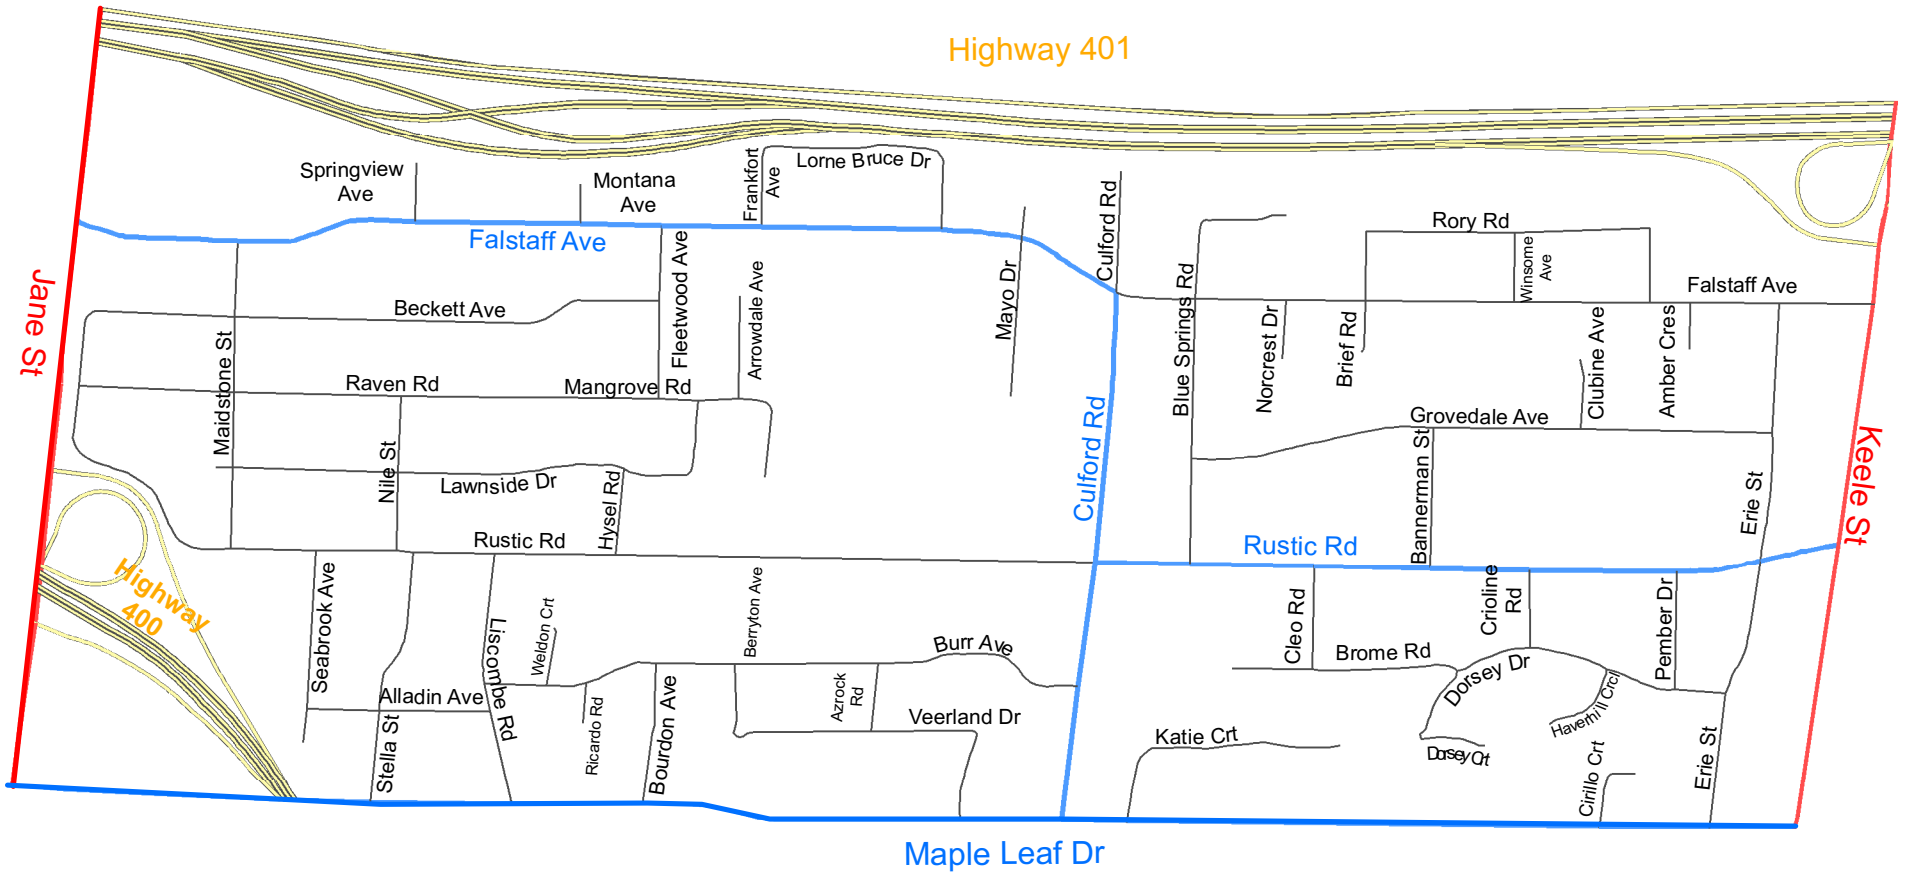 Highway 401
Springview
Ave
Montana
Ave
Frankfort
Ave
Lorne Bruce Dr
Culford Rd
Rory Rd
Winsome
Ave
Falstaff Ave
Falstaff Ave
Jane St
Beckett Ave
Fleetwood Ave
Arrowdale Ave
Mayo Dr
Blue Springs Rd
Norcrest Dr
Brief Rd
Clubine Ave
Amber Cres
Maidstone St
Raven Rd
Mangrove Rd
Culford Rd
Grovedale Ave
Bannerman St
Keele St
Nile St
Lawnside Dr
Hysel Rd
Erie St
Rustic Rd
Rustic Rd
Highway
400
Seabrook Ave
Liscombe Rd
Weldon Crt
Berryton Ave
Burr Ave
Cleo Rd
Brome Rd
Crioline
Rd
Dorsey Dr
Pember Dr
Alladin Ave
Stella St
Ricardo Rd
Bourdon Ave
Azrock
Rd
Veerland Dr
Katie Crt
Dorsey Crt
Haverhill Crcl
Cirillo Crt
Erie St
Maple Leaf Dr